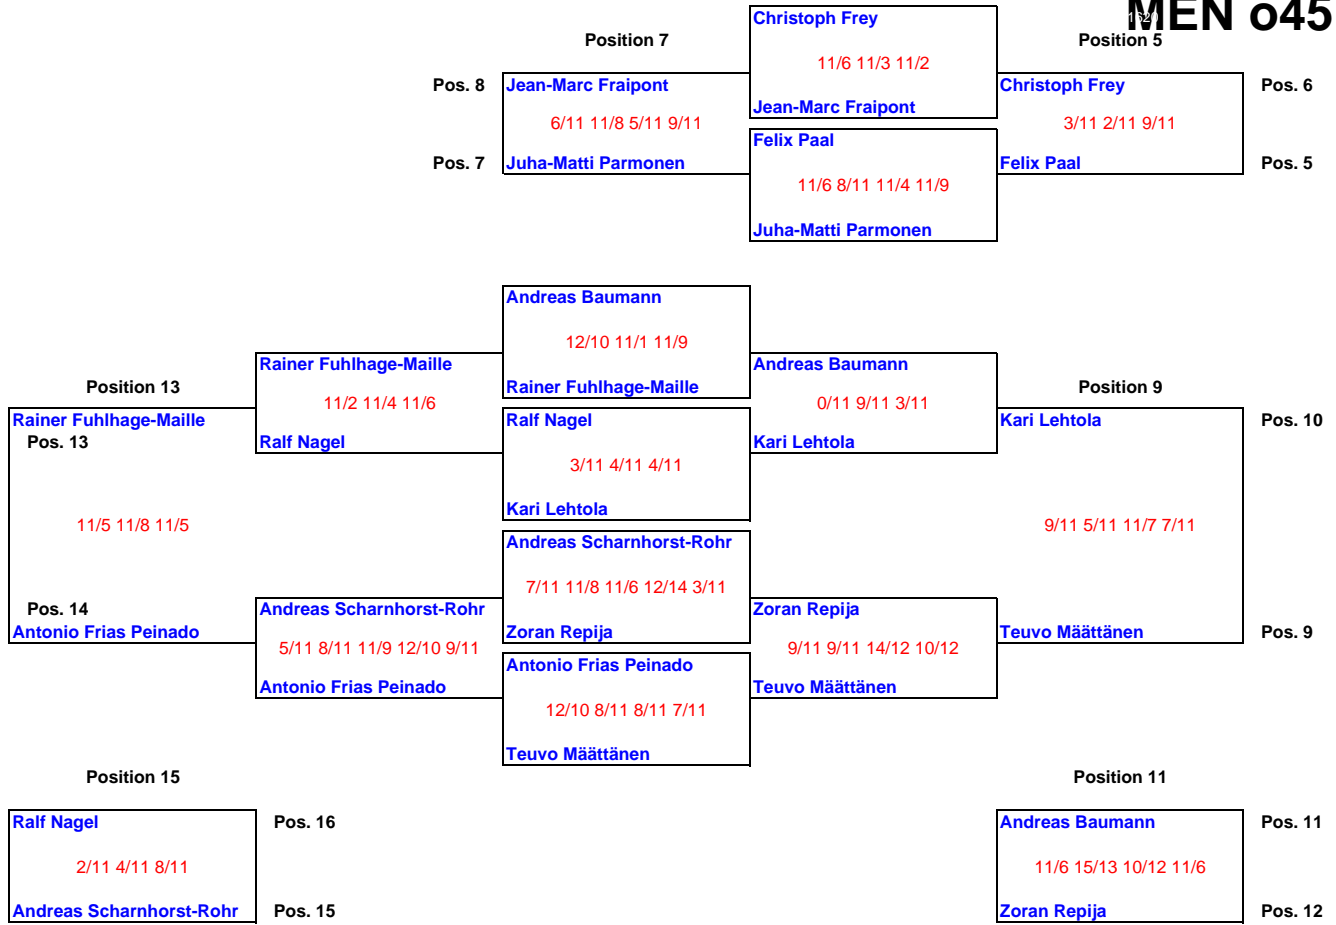 MEN o45
1620
Christoph Frey
Position 7
Position 5
11/6 11/3 11/2
Pos. 8
Jean-Marc Fraipont
Christoph Frey
Pos. 6
Jean-Marc Fraipont
6/11 11/8 5/11 9/11
3/11 2/11 9/11
Felix Paal
Pos. 7
Juha-Matti Parmonen
Felix Paal
Pos. 5
11/6 8/11 11/4 11/9
Juha-Matti Parmonen
Andreas Baumann
12/10 11/1 11/9
Rainer Fuhlhage-Maille
Andreas Baumann
Position 13
Rainer Fuhlhage-Maille
Position 9
11/2 11/4 11/6
0/11 9/11 3/11
Rainer Fuhlhage-Maille
Ralf Nagel
Kari Lehtola
Pos. 10
Pos. 13
Ralf Nagel
Kari Lehtola
3/11 4/11 4/11
Kari Lehtola
11/5 11/8 11/5
9/11 5/11 11/7 7/11
Andreas Scharnhorst-Rohr
7/11 11/8 11/6 12/14 3/11
Pos. 14
Andreas Scharnhorst-Rohr
Zoran Repija
Antonio Frias Peinado
Zoran Repija
Teuvo Määttänen
Pos. 9
5/11 8/11 11/9 12/10 9/11
9/11 9/11 14/12 10/12
Antonio Frias Peinado
Antonio Frias Peinado
Teuvo Määttänen
12/10 8/11 8/11 7/11
Teuvo Määttänen
Position 15
Position 11
Ralf Nagel
Pos. 16
Andreas Baumann
Pos. 11
2/11 4/11 8/11
11/6 15/13 10/12 11/6
Andreas Scharnhorst-Rohr
Pos. 15
Zoran Repija
Pos. 12